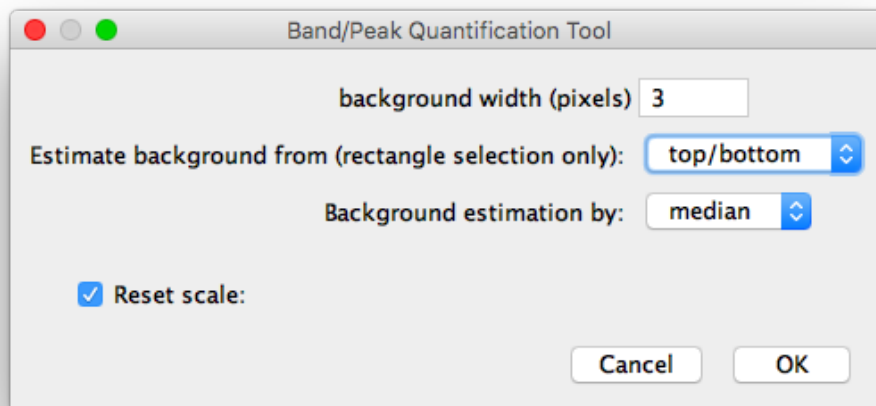 Band/Peak Quantification Tool
background width (pixels) 3
Estimate background from (rectangle selection only): top/bottom
Background estimation by: median
Reset scale:
Cancel OK